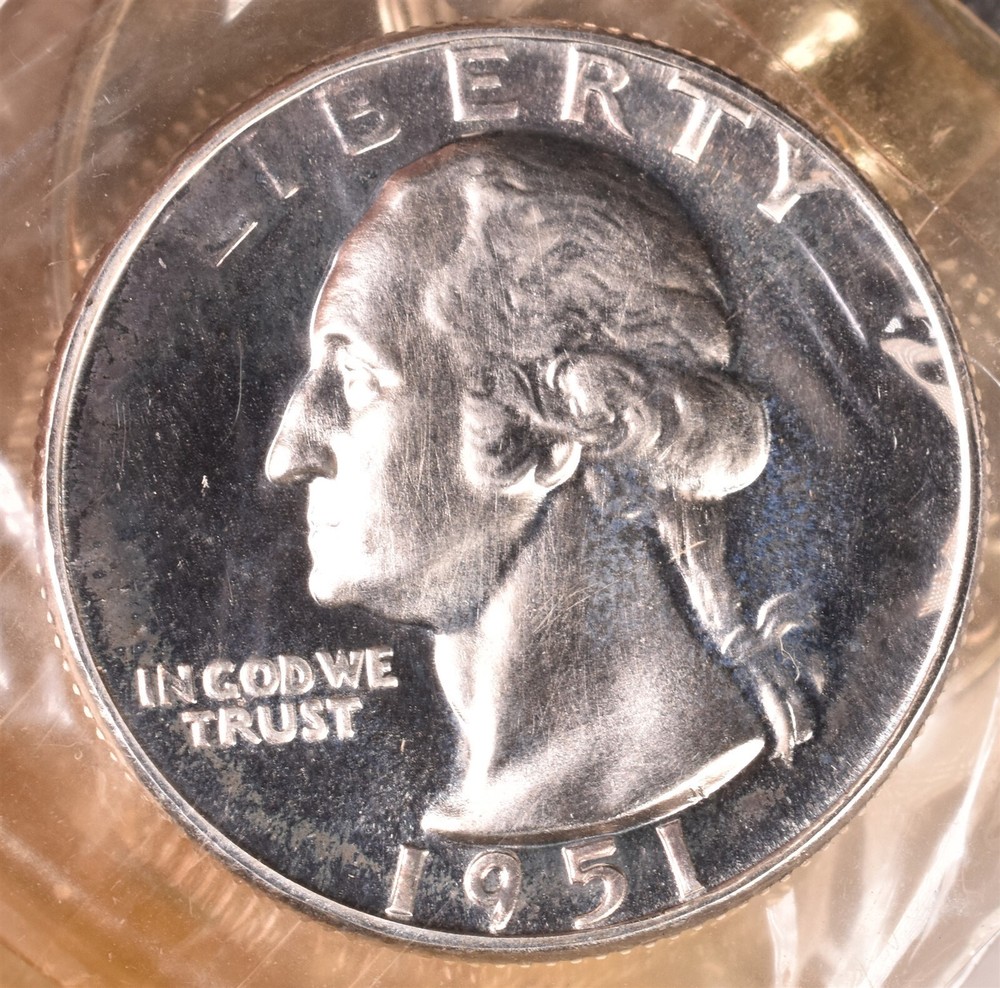 LIBERTY
IN GOD WE
TRUST
1951